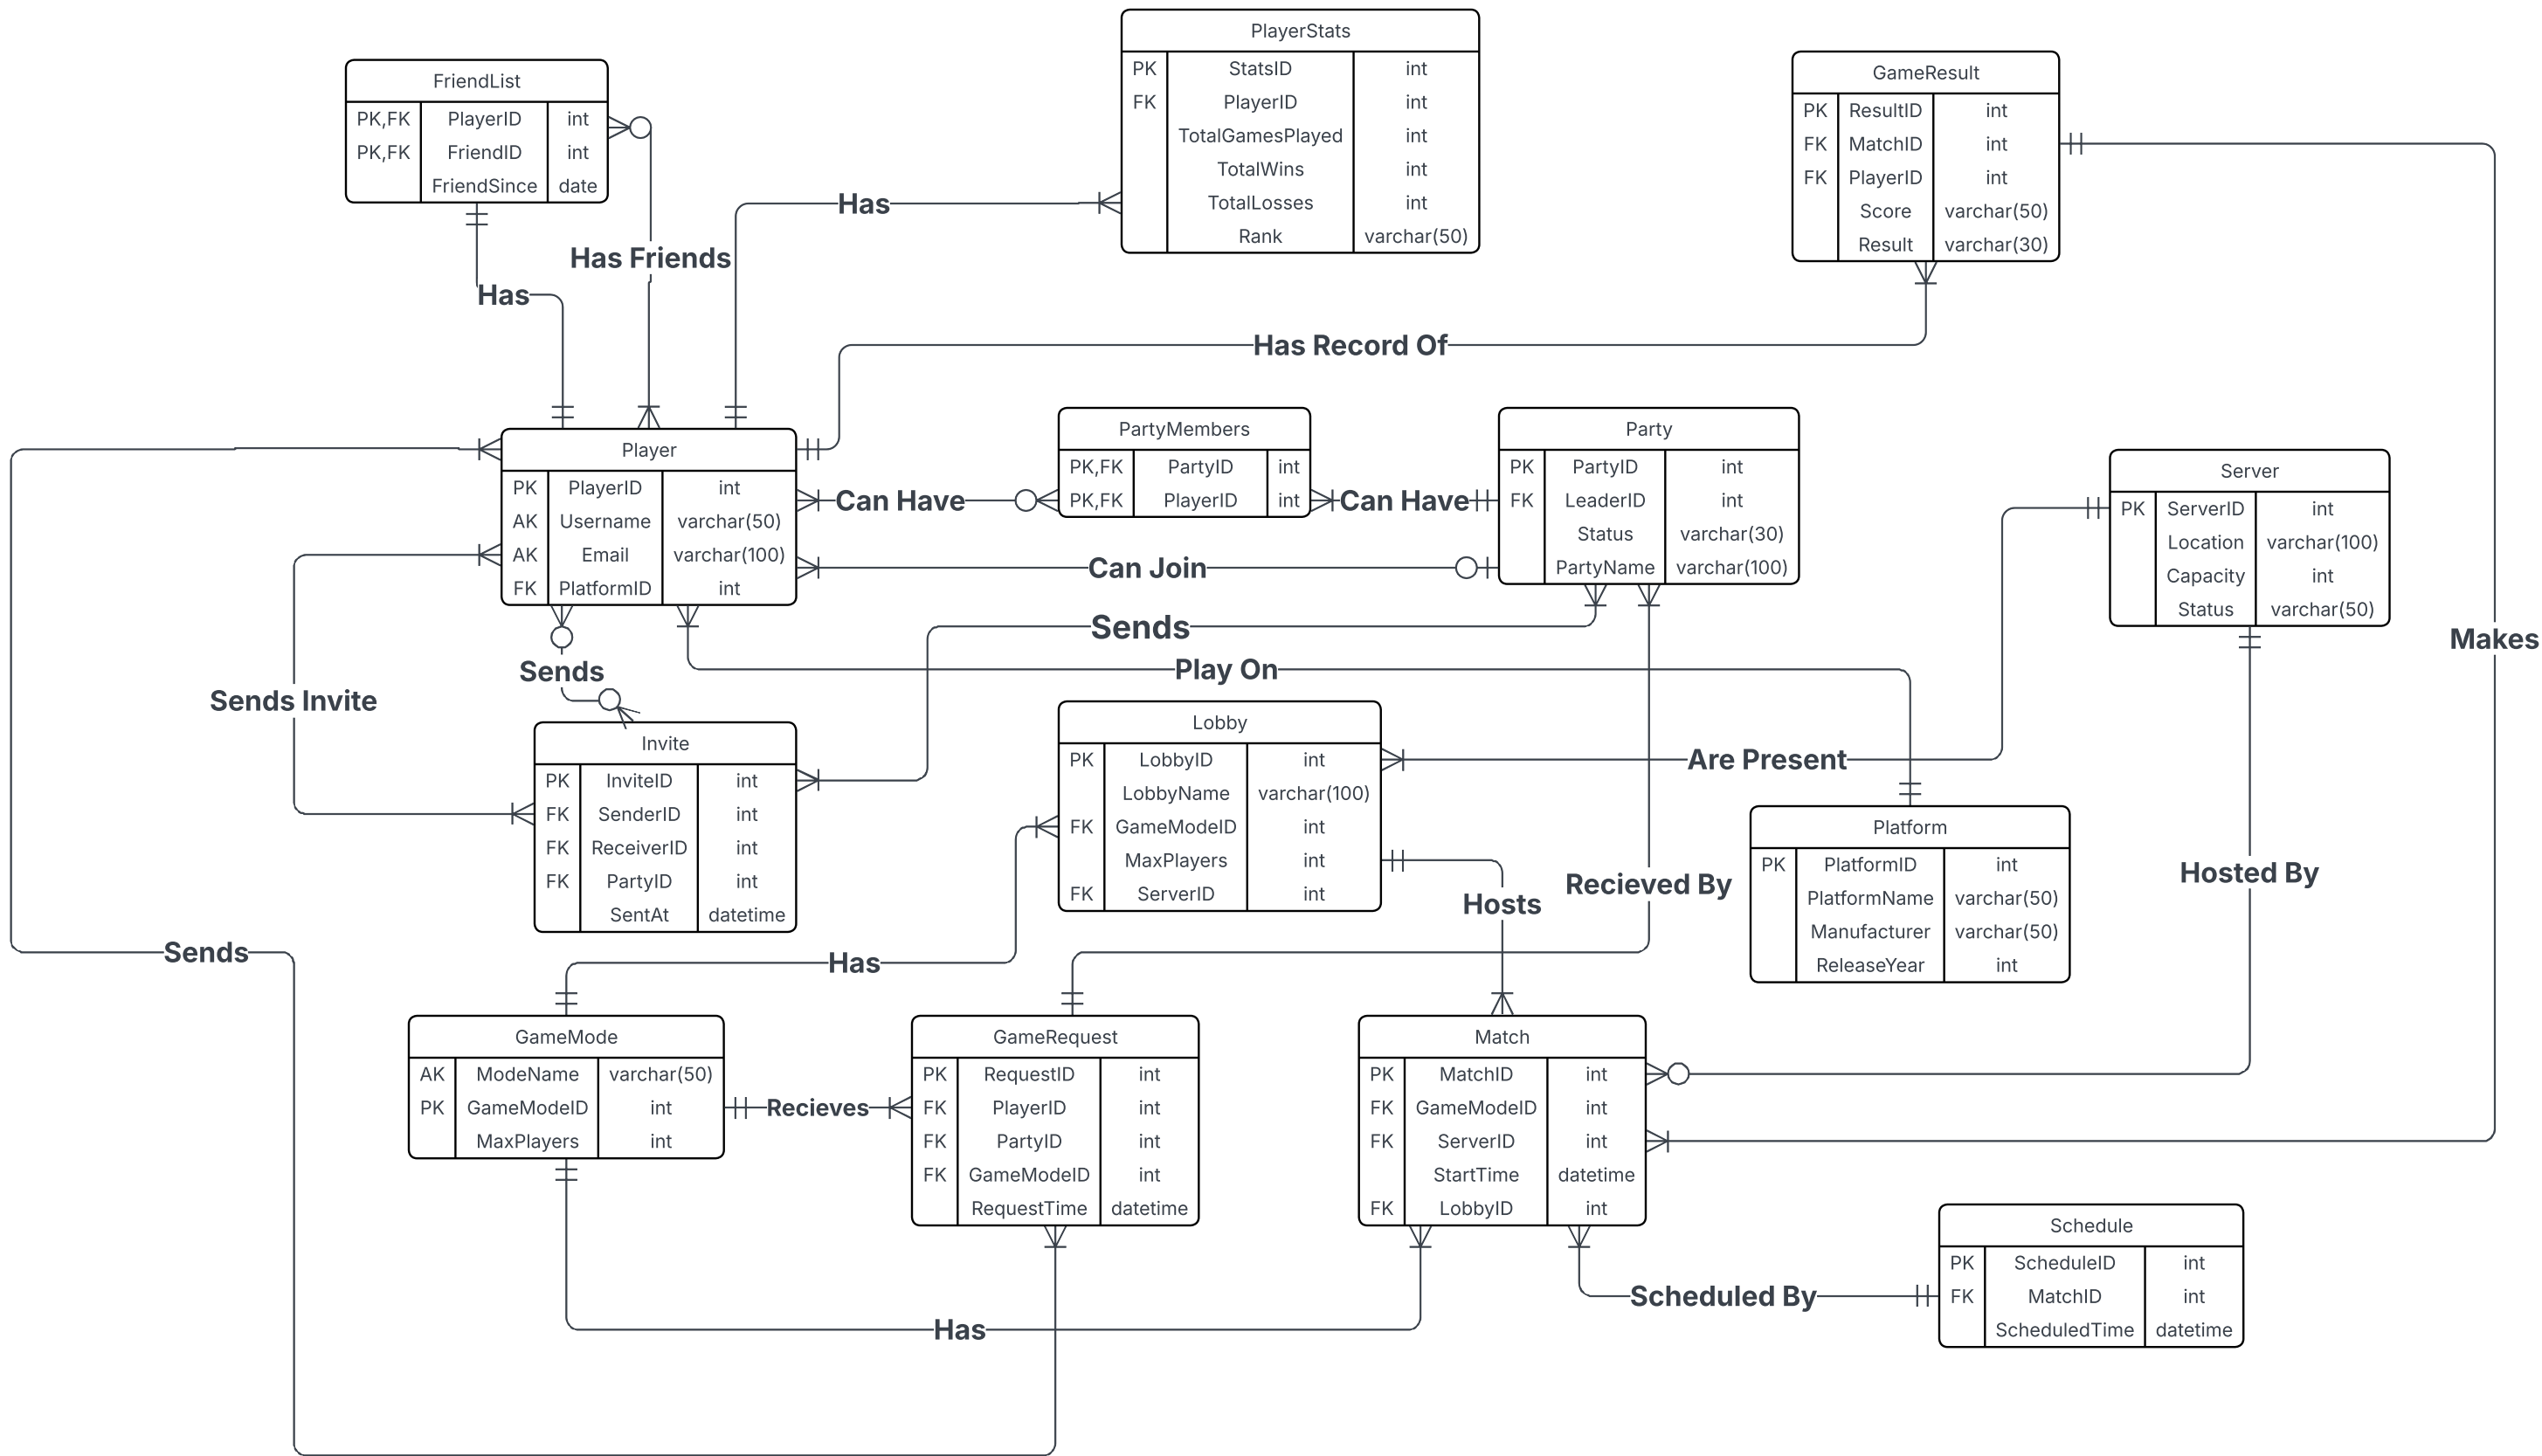 FriendList
PK,FK PlayerID int
PK,FK FriendID int
FriendSince date
PlayerStats
PK StatsID int
FK PlayerID int
TotalGamesPlayed int
TotalWins int
TotalLosses int
Rank varchar(50)
GameResult
PK ResultID int
FK MatchID int
FK PlayerID int
Score varchar(50)
Result varchar(30)
Has
Has Friends
Has
Has Record Of
Player
PK PlayerID int
AK Username varchar(50)
AK Email varchar(100)
FK PlatformID int
Can Have
PartyMembers
PK,FK PartyID int
PK,FK PlayerID int
Can Have
Party
PK PartyID int
FK LeaderID int
Status varchar(30)
PartyName varchar(100)
Can Join
Server
PK ServerID int
Location varchar(100)
Capacity int
Status varchar(50)
Makes
Sends
Play On
Sends
Sends Invite
Invite
PK InviteID int
FK SenderID int
FK ReceiverID int
FK PartyID int
SentAt datetime
Lobby
PK LobbyID int
LobbyName varchar(100)
FK GameModeID int
MaxPlayers int
FK ServerID int
Are Present
Platform
PK PlatformID int
PlatformName varchar(50)
Manufacturer varchar(50)
ReleaseYear int
Hosted By
Recieved By
Hosts
Sends
Has
GameMode
AK ModeName varchar(50)
PK GameModeID int
MaxPlayers int
Recieves
GameRequest
PK RequestID int
FK PlayerID int
FK PartyID int
FK GameModeID int
RequestTime datetime
Match
PK MatchID int
FK GameModeID int
FK ServerID int
StartTime datetime
FK LobbyID int
Schedule
PK ScheduleID int
FK MatchID int
ScheduledTime datetime
Scheduled By
Has